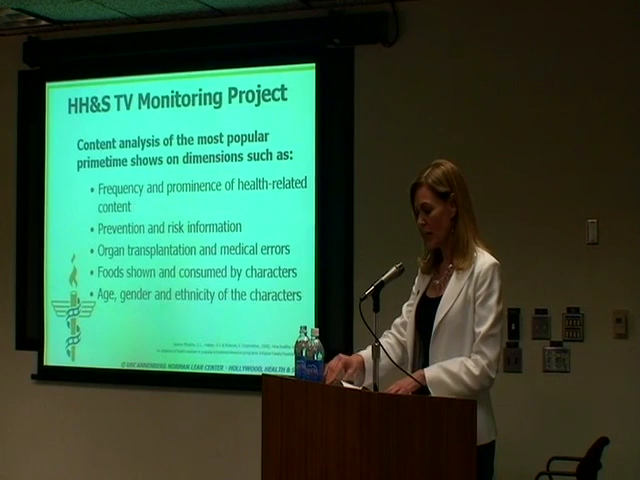 HH&S TV Monitoring Project
Content analysis of the most popular
primetime shows on dimensions such as:
• Frequency and prominence of health-related
content
• Prevention and risk information
• Organ transplantation and medical errors
• Foods shown and consumed by characters
• Age, gender and ethnicity of the characters
© USC ANNENBERG NORMAN LEAR CENTER · HOLLYWOOD, HEALTH & S